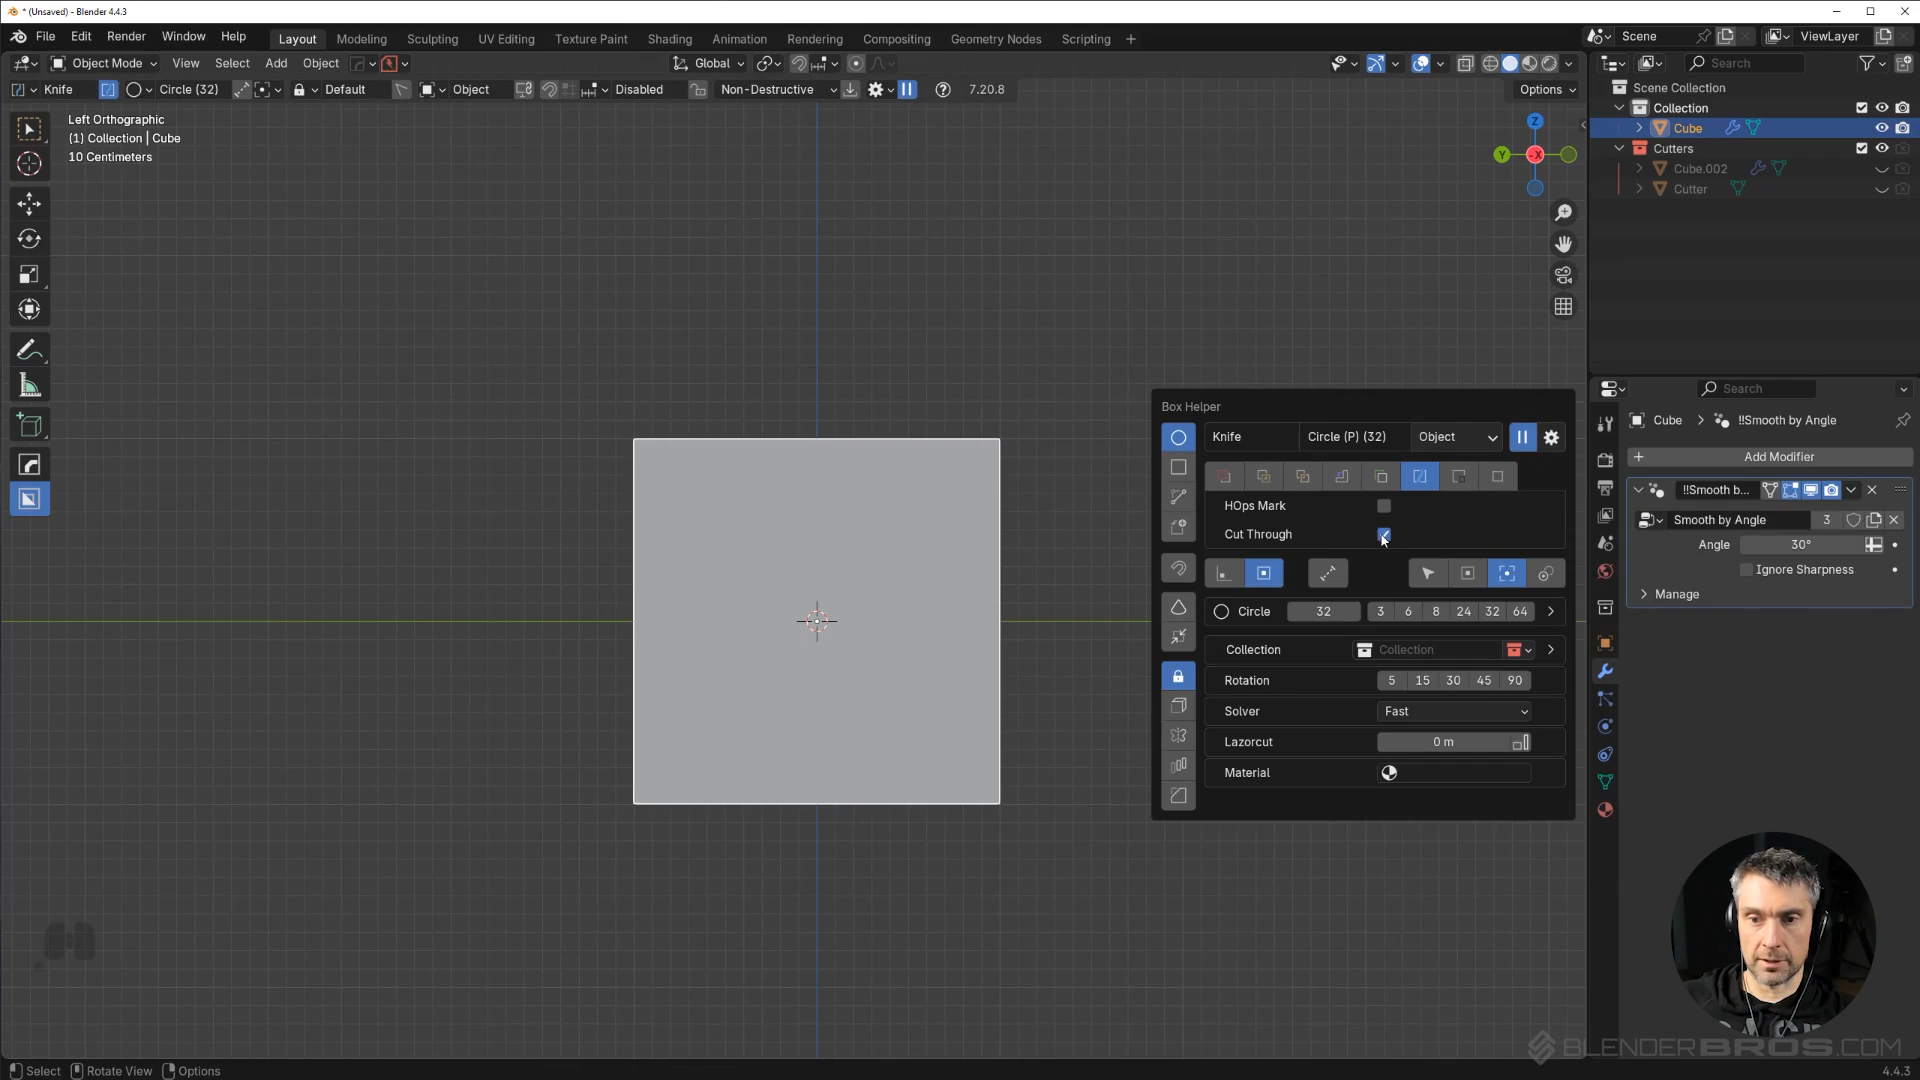 * (Unsaved) - Blender 4.4.3
File Edit Render Window Help Layout Modeling Sculpting UV Editing Texture Paint Shading Animation Rendering Compositing Geometry Nodes Scripting + Scene ViewLayer
Object Mode View Select Add Object Global Search
Knife Circle (32) Default Object Disabled Non-Destructive 7.20.8 Options
Left Orthographic
(1) Collection | Cube
10 Centimeters
Z
Y
-X
Scene Collection
Collection
Cube
Cutters
Cube.002
Cutter
Search
Cube > !!Smooth by Angle
+ Add Modifier
!!Smooth b...
Smooth by Angle 3
Angle 30°
Ignore Sharpness
Manage
Box Helper
Knife Circle (P) (32) Object
HOps Mark
Cut Through
Circle 32 3 6 8 24 32 64
Collection Collection
Rotation 5 15 30 45 90
Solver Fast
Lazorcut 0 m
Material
BLENDERBROS.COM
Select Rotate View Options 4.4.3